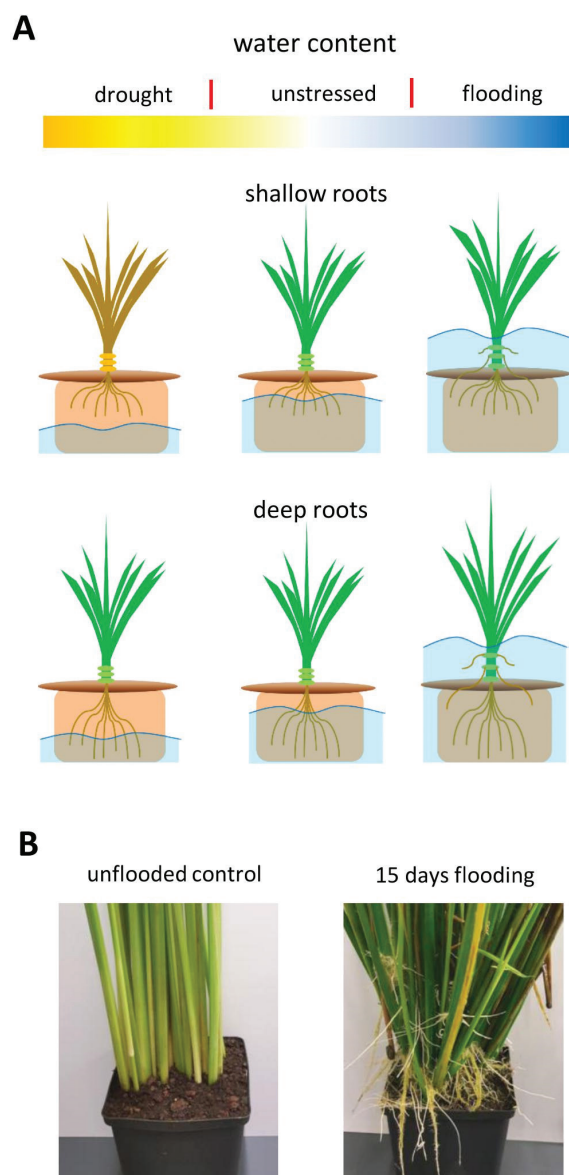 A
water content
drought unstressed flooding
shallow roots
deep roots
B
unflooded control 15 days flooding